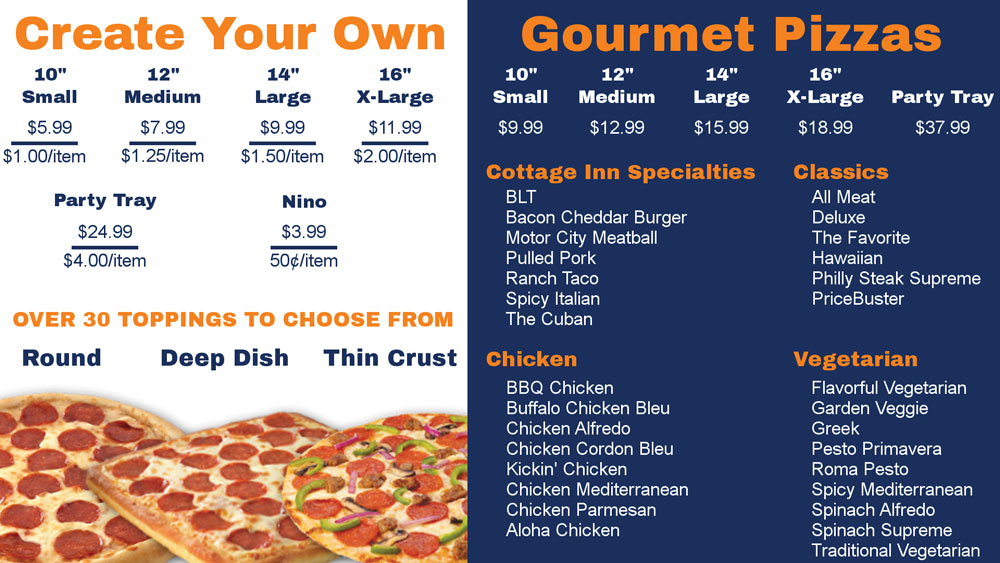 Create Your Own
10" 12" 14" 16"
Small Medium Large X-Large
$5.99 $7.99 $9.99 $11.99
$1.00/item $1.25/item $1.50/item $2.00/item
Party Tray Nino
$24.99 $3.99
$4.00/item 50¢/item
OVER 30 TOPPINGS TO CHOOSE FROM
Round Deep Dish Thin Crust
Gourmet Pizzas
10" 12" 14" 16"
Small Medium Large X-Large Party Tray
$9.99 $12.99 $15.99 $18.99 $37.99
Cottage Inn Specialties
BLT
Bacon Cheddar Burger
Motor City Meatball
Pulled Pork
Ranch Taco
Spicy Italian
The Cuban
Classics
All Meat
Deluxe
The Favorite
Hawaiian
Philly Steak Supreme
PriceBuster
Chicken
BBQ Chicken
Buffalo Chicken Bleu
Chicken Alfredo
Chicken Cordon Bleu
Kickin' Chicken
Chicken Mediterranean
Chicken Parmesan
Aloha Chicken
Vegetarian
Flavorful Vegetarian
Garden Veggie
Greek
Pesto Primavera
Roma Pesto
Spicy Mediterranean
Spinach Alfredo
Spinach Supreme
Traditional Vegetarian